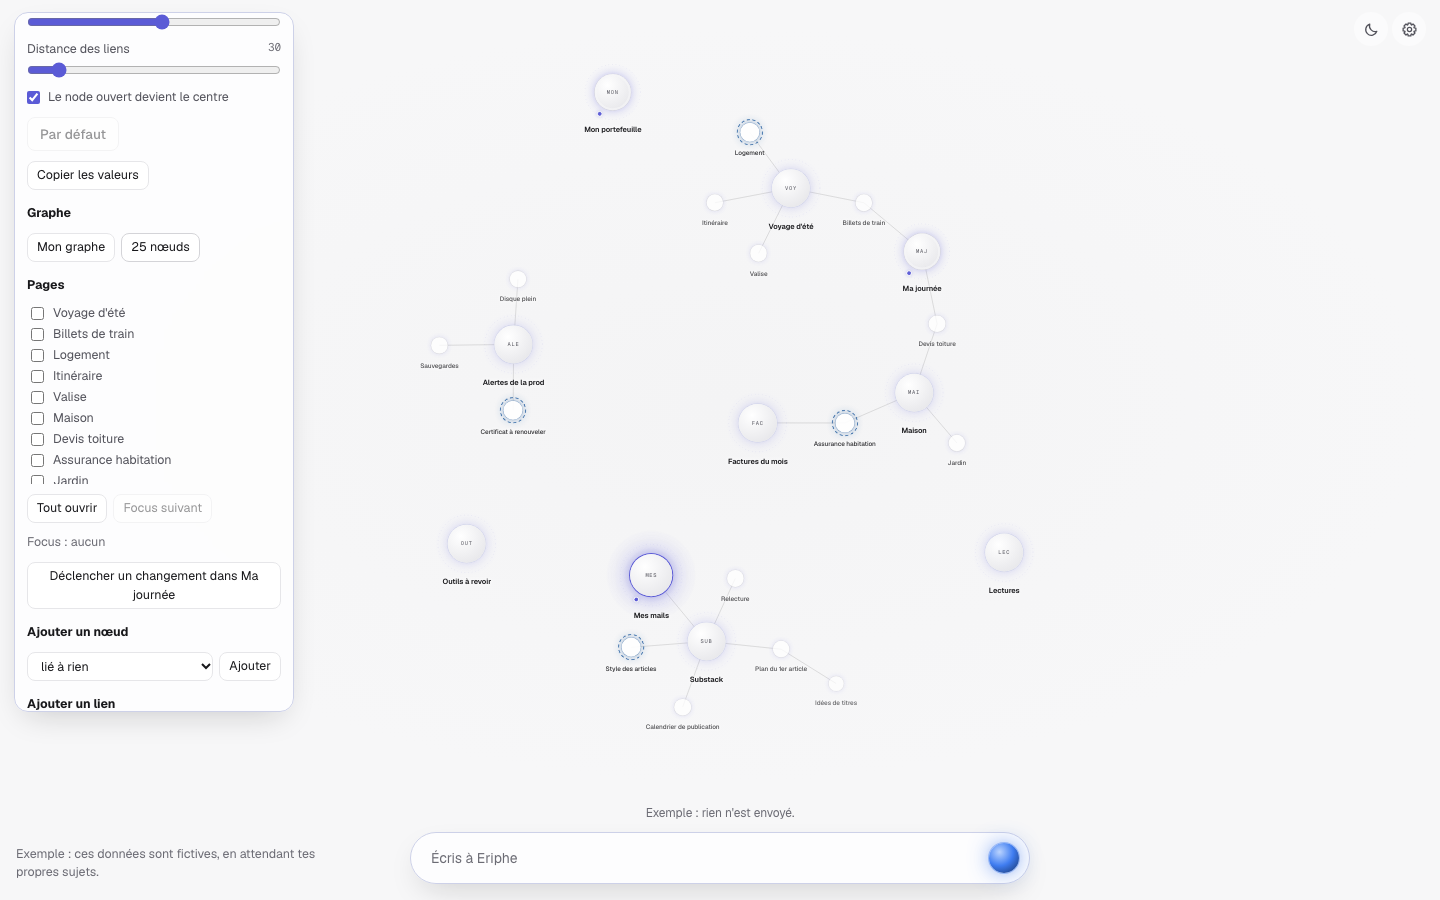 Distance des liens
30
Le node ouvert devient le centre
Par défaut
Copier les valeurs
Graphe
Mon graphe
25 nœuds
Pages
Voyage d'été
Billets de train
Logement
Itinéraire
Valise
Maison
Devis toiture
Assurance habitation
Jardin
Tout ouvrir
Focus suivant
Focus : aucun
Déclencher un changement dans Ma
journée
Ajouter un nœud
lié à rien
Ajouter
Ajouter un lien
Exemple : ces données sont fictives, en attendant tes
propres sujets.
MON
Mon portefeuille
Logement
VOY
Itinéraire
Voyage d'été
Billets de train
Valise
MAJ
Ma journée
Disque plein
Devis toiture
ALE
Sauvegardes
Alertes de la prod
Certificat à renouveler
MAI
Maison
FAC
Assurance habitation
Factures du mois
Jardin
OUT
Outils à revoir
LEC
Lectures
MES
Mes mails
Relecture
SUB
Style des articles
Substack
Plan du 1er article
Idées de titres
Calendrier de publication
Exemple : rien n'est envoyé.
Écris à Eriphe